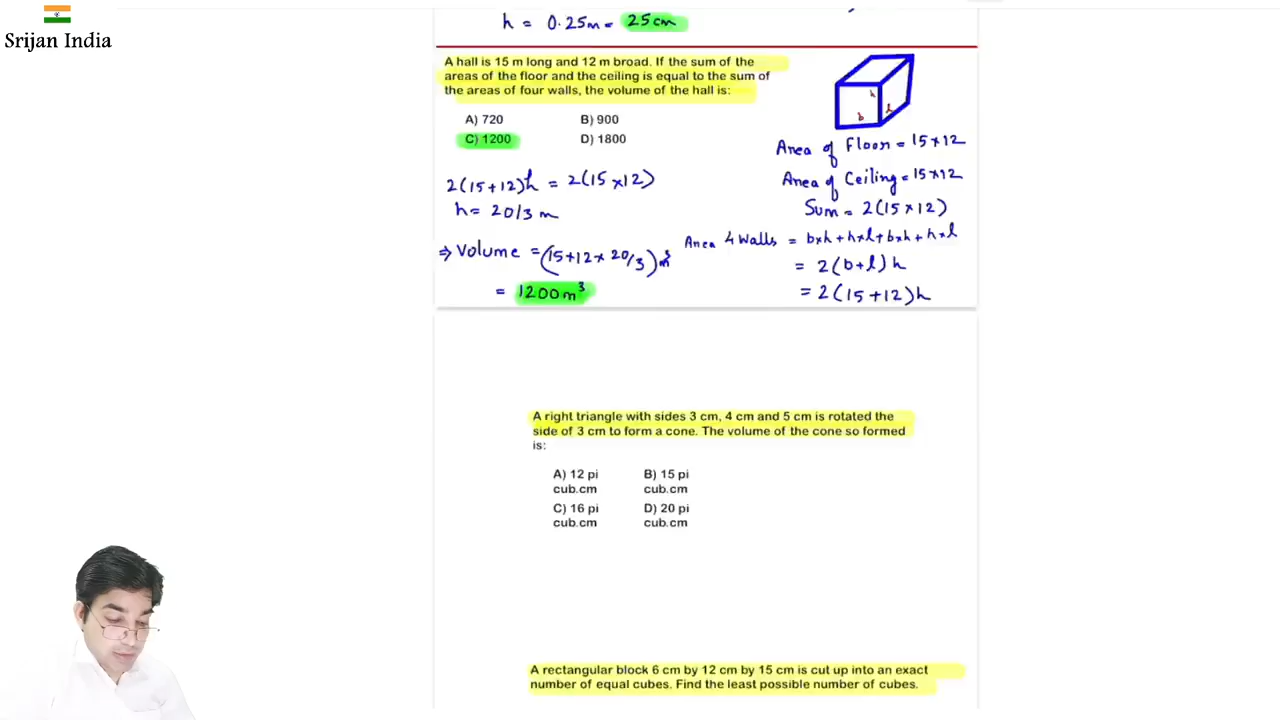 Srijan India
h = 0.25m = 25cm
A hall is 15 m long and 12 m broad. If the sum of the
areas of the floor and the ceiling is equal to the sum of
the areas of four walls, the volume of the hall is:
A) 720 B) 900
C) 1200 D) 1800
2(15+12)h = 2(15×12)
h = 20/3 m
⇒ Volume = (15+12×20/3)m³
= 1200m³
h
b
l
Area of Floor = 15×12
Area of Ceiling = 15×12
Sum = 2(15×12)
Area 4 Walls = b×h + h×l + b×h + h×l
= 2(b+l)h
= 2(15+12)h
A right triangle with sides 3 cm, 4 cm and 5 cm is rotated the
side of 3 cm to form a cone. The volume of the cone so formed
is:
A) 12 pi B) 15 pi
cub.cm cub.cm
C) 16 pi D) 20 pi
cub.cm cub.cm
A rectangular block 6 cm by 12 cm by 15 cm is cut up into an exact
number of equal cubes. Find the least possible number of cubes.